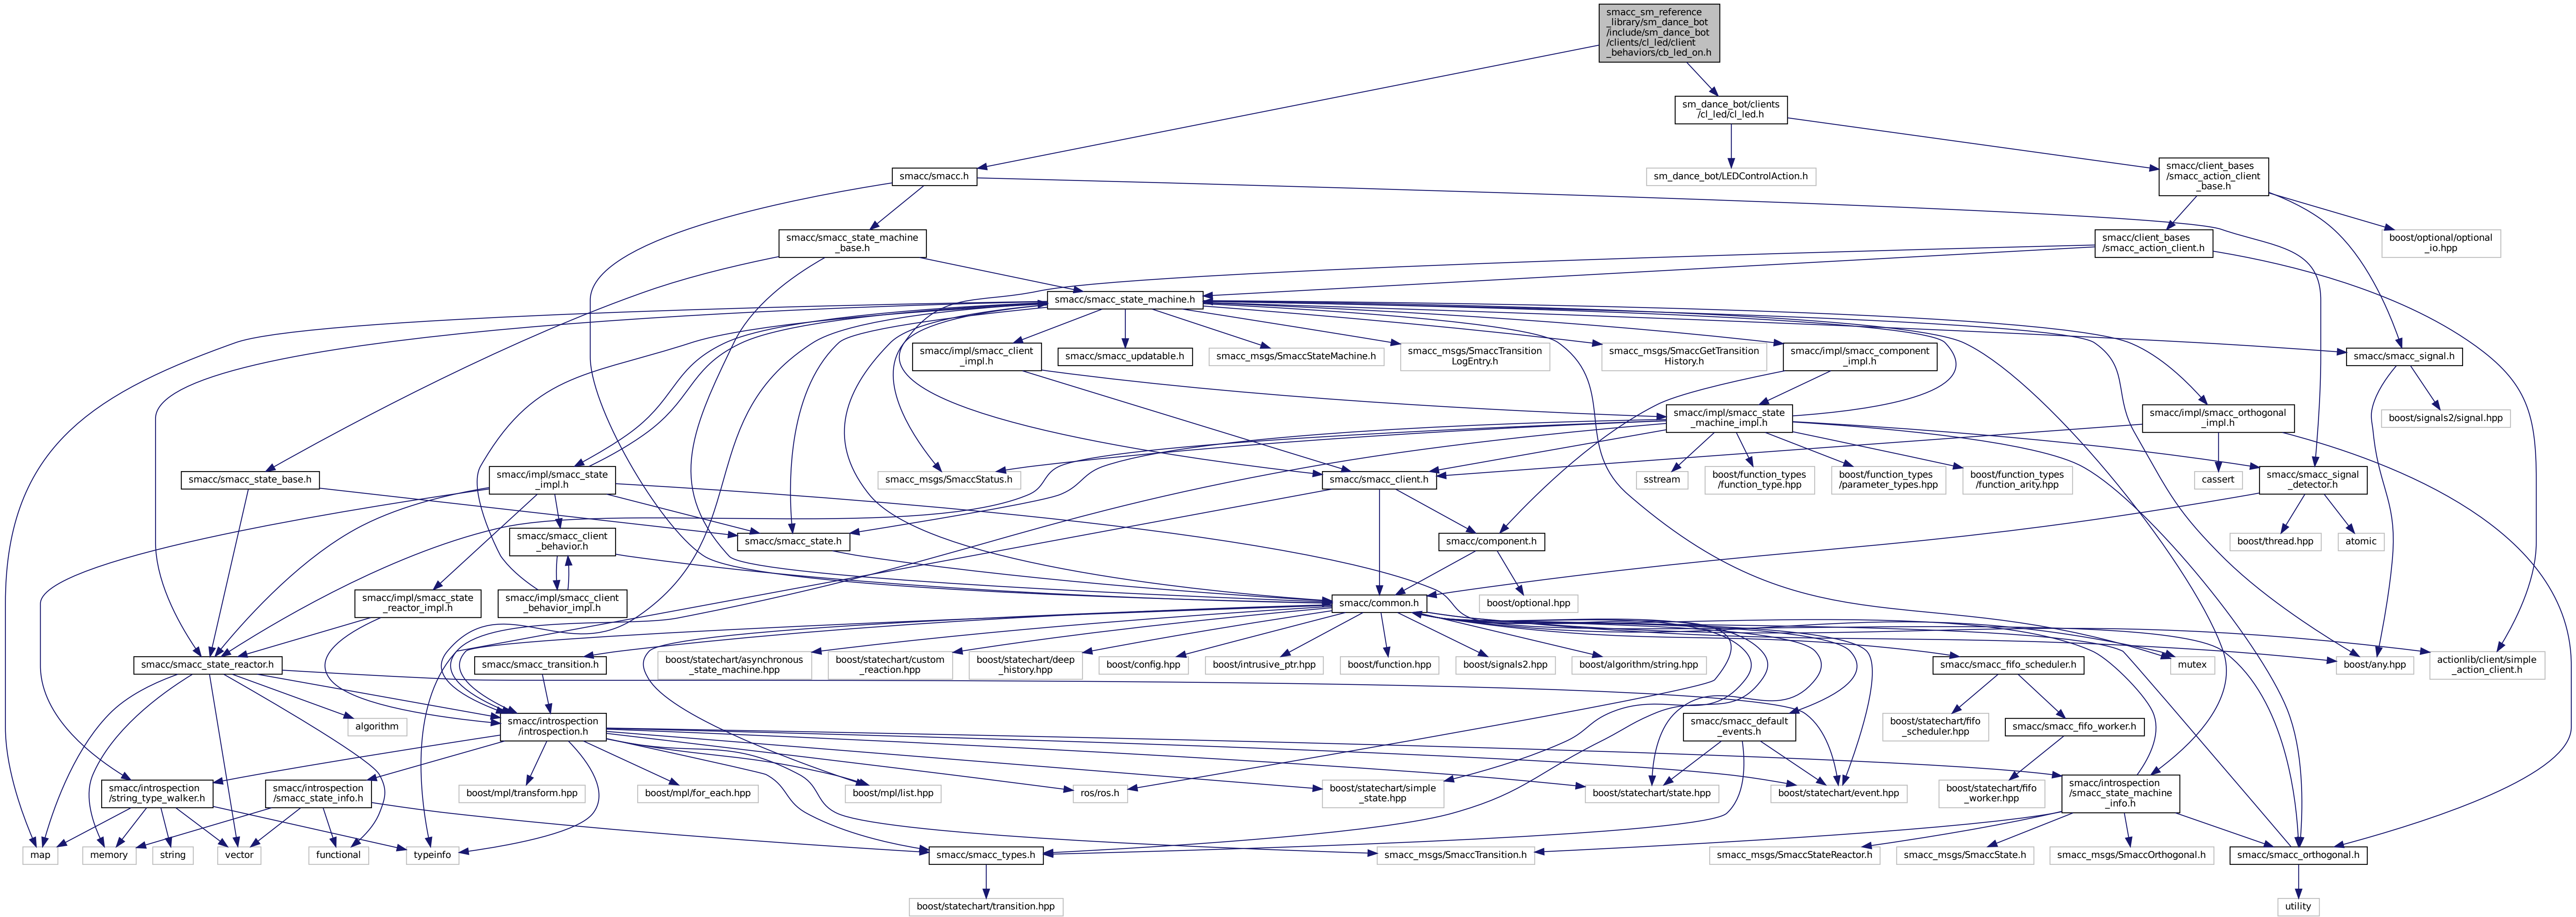 smacc_sm_reference
_library/sm_dance_bot
/include/sm_dance_bot
/clients/cl_led/client
_behaviors/cb_led_on.h
sm_dance_bot/clients
/cl_led/cl_led.h
smacc/smacc.h
sm_dance_bot/LEDControlAction.h
smacc/client_bases
/smacc_action_client
_base.h
smacc/smacc_state_machine
_base.h
smacc/client_bases
/smacc_action_client.h
boost/optional/optional
_io.hpp
smacc/smacc_state_machine.h
smacc/impl/smacc_client
_impl.h
smacc/smacc_updatable.h
smacc_msgs/SmaccStateMachine.h
smacc_msgs/SmaccTransition
LogEntry.h
smacc_msgs/SmaccGetTransition
History.h
smacc/impl/smacc_component
_impl.h
smacc/smacc_signal.h
smacc/impl/smacc_state
_machine_impl.h
smacc/impl/smacc_orthogonal
_impl.h
boost/signals2/signal.hpp
smacc/smacc_state_base.h
smacc/impl/smacc_state
_impl.h
smacc_msgs/SmaccStatus.h
smacc/smacc_client.h
sstream
boost/function_types
/function_type.hpp
boost/function_types
/parameter_types.hpp
boost/function_types
/function_arity.hpp
cassert
smacc/smacc_signal
_detector.h
smacc/smacc_client
_behavior.h
smacc/smacc_state.h
smacc/component.h
boost/thread.hpp
atomic
smacc/impl/smacc_state
_reactor_impl.h
smacc/impl/smacc_client
_behavior_impl.h
smacc/common.h
boost/optional.hpp
smacc/smacc_state_reactor.h
smacc/smacc_transition.h
boost/statechart/asynchronous
_state_machine.hpp
boost/statechart/custom
_reaction.hpp
boost/statechart/deep
_history.hpp
boost/config.hpp
boost/intrusive_ptr.hpp
boost/function.hpp
boost/signals2.hpp
boost/algorithm/string.hpp
smacc/smacc_fifo_scheduler.h
mutex
boost/any.hpp
actionlib/client/simple
_action_client.h
algorithm
smacc/introspection
/introspection.h
smacc/smacc_default
_events.h
boost/statechart/fifo
_scheduler.hpp
smacc/smacc_fifo_worker.h
smacc/introspection
/string_type_walker.h
smacc/introspection
/smacc_state_info.h
boost/mpl/transform.hpp
boost/mpl/for_each.hpp
boost/mpl/list.hpp
ros/ros.h
boost/statechart/simple
_state.hpp
boost/statechart/state.hpp
boost/statechart/event.hpp
boost/statechart/fifo
_worker.hpp
smacc/introspection
/smacc_state_machine
_info.h
map
memory
string
vector
functional
typeinfo
smacc/smacc_types.h
smacc_msgs/SmaccTransition.h
smacc_msgs/SmaccStateReactor.h
smacc_msgs/SmaccState.h
smacc_msgs/SmaccOrthogonal.h
smacc/smacc_orthogonal.h
boost/statechart/transition.hpp
utility